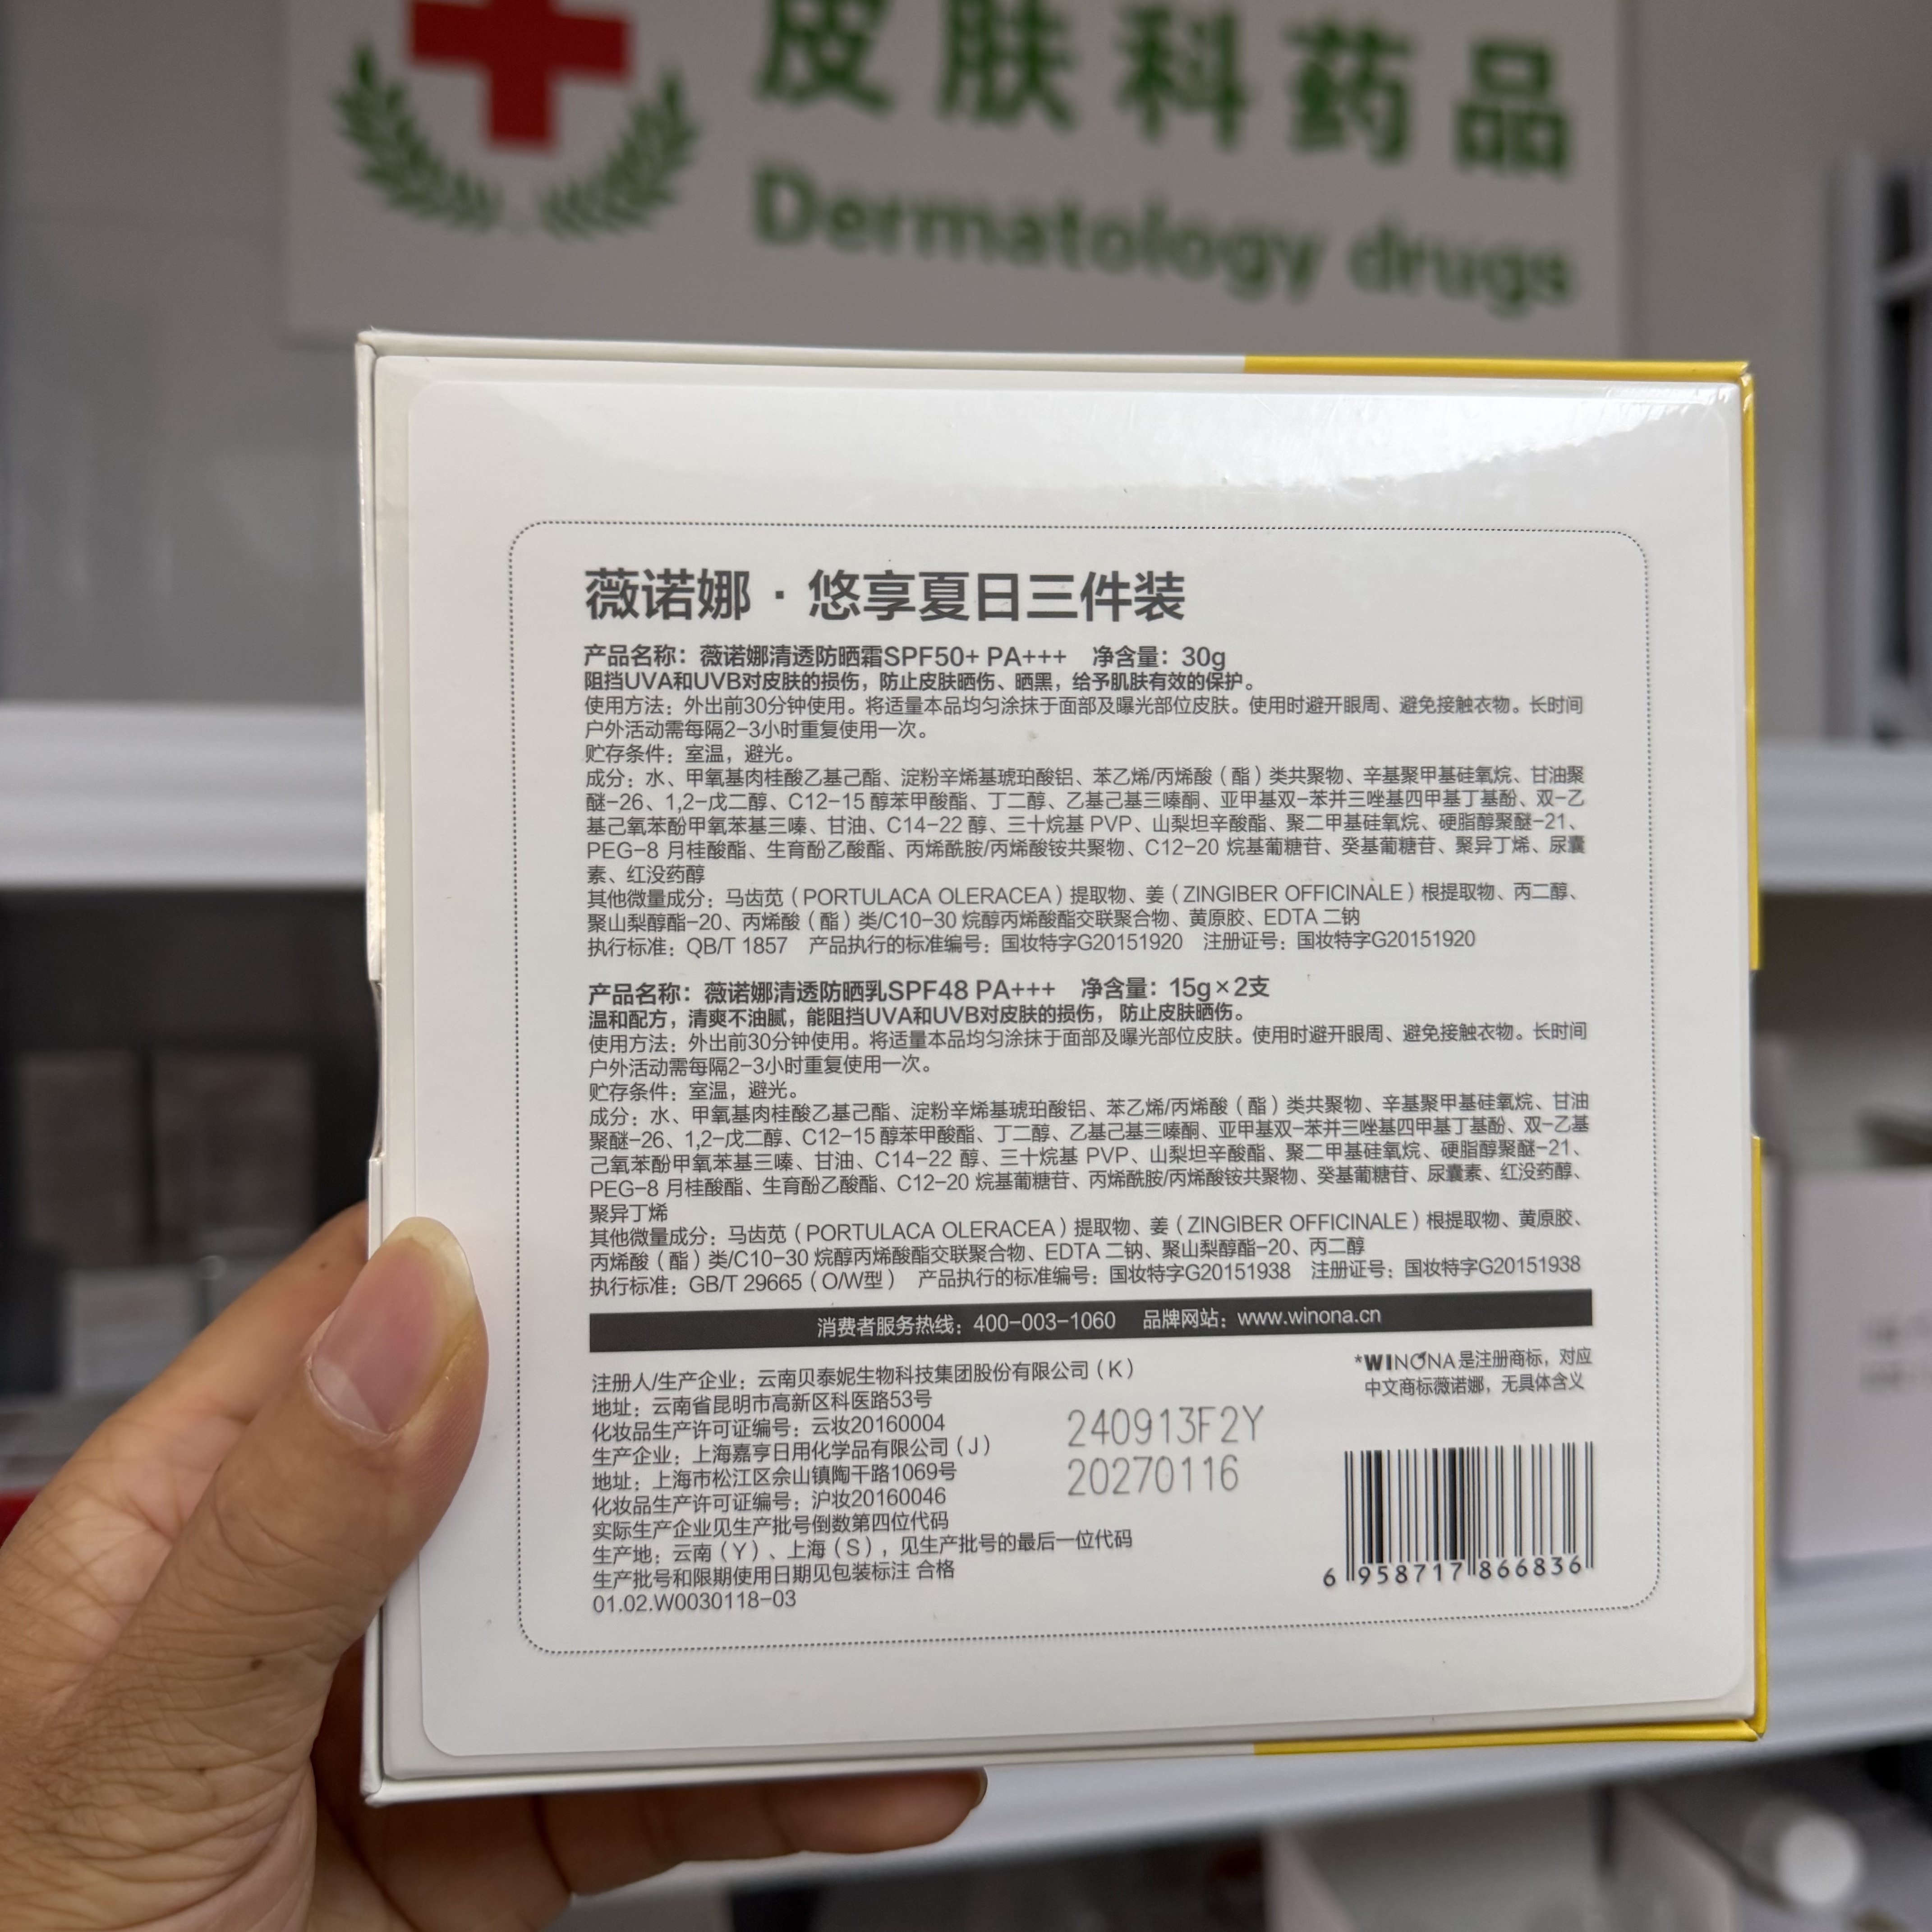 皮肤科药品
Dermatology drugs
薇诺娜·悠享夏日三件装
产品名称：薇诺娜清透防晒霜SPF50+ PA+++ 净含量：30g
阻挡UVA和UVB对皮肤的损伤，防止皮肤晒伤、晒黑，给予肌肤有效的保护。
使用方法：外出前30分钟使用。将适量本品均匀涂抹于面部及曝光部位皮肤。使用时避开眼周、避免接触衣物。长时间
户外活动需每隔2-3小时重复使用一次。
贮存条件：室温，避光。
成分：水、甲氧基肉桂酸乙基己酯、淀粉辛烯基琥珀酸铝、苯乙烯/丙烯酸（酯）类共聚物、辛基聚甲基硅氧烷、甘油聚
醚-26、1,2-戊二醇、C12-15 醇苯甲酸酯、丁二醇、乙基己基三嗪酮、亚甲基双-苯并三唑基四甲基丁基酚、双-乙
基己氧苯酚甲氧苯基三嗪、甘油、C14-22 醇、三十烷基 PVP、山梨坦辛酸酯、聚二甲基硅氧烷、硬脂醇聚醚-21、
PEG-8 月桂酸酯、生育酚乙酸酯、丙烯酰胺/丙烯酸铵共聚物、C12-20 烷基葡糖苷、癸基葡糖苷、聚异丁烯、尿囊
素、红没药醇
其他微量成分：马齿苋（PORTULACA OLERACEA）提取物、姜（ZINGIBER OFFICINALE）根提取物、丙二醇、
聚山梨醇酯-20、丙烯酸（酯）类/C10-30 烷醇丙烯酸酯交联聚合物、黄原胶、EDTA 二钠
执行标准：QB/T 1857 产品执行的标准编号：国妆特字G20151920 注册证号：国妆特字G20151920
产品名称：薇诺娜清透防晒乳SPF48 PA+++ 净含量：15g×2支
温和配方，清爽不油腻，能阻挡UVA和UVB对皮肤的损伤，防止皮肤晒伤。
使用方法：外出前30分钟使用。将适量本品均匀涂抹于面部及曝光部位皮肤。使用时避开眼周、避免接触衣物。长时间
户外活动需每隔2-3小时重复使用一次。
贮存条件：室温，避光。
成分：水、甲氧基肉桂酸乙基己酯、淀粉辛烯基琥珀酸铝、苯乙烯/丙烯酸（酯）类共聚物、辛基聚甲基硅氧烷、甘油
聚醚-26、1,2-戊二醇、C12-15 醇苯甲酸酯、丁二醇、乙基己基三嗪酮、亚甲基双-苯并三唑基四甲基丁基酚、双-乙基
己氧苯酚甲氧苯基三嗪、甘油、C14-22 醇、三十烷基 PVP、山梨坦辛酸酯、聚二甲基硅氧烷、硬脂醇聚醚-21、
PEG-8 月桂酸酯、生育酚乙酸酯、C12-20 烷基葡糖苷、丙烯酰胺/丙烯酸铵共聚物、癸基葡糖苷、尿囊素、红没药醇、
聚异丁烯
其他微量成分：马齿苋（PORTULACA OLERACEA）提取物、姜（ZINGIBER OFFICINALE）根提取物、黄原胶、
丙烯酸（酯）类/C10-30 烷醇丙烯酸酯交联聚合物、EDTA 二钠、聚山梨醇酯-20、丙二醇
执行标准：GB/T 29665（O/W型） 产品执行的标准编号：国妆特字G20151938 注册证号：国妆特字G20151938
消费者服务热线：400-003-1060 品牌网站：www.winona.cn
注册人/生产企业：云南贝泰妮生物科技集团股份有限公司（K）
地址：云南省昆明市高新区科医路53号
化妆品生产许可证编号：云妆20160004
生产企业：上海嘉亨日用化学品有限公司（J）
地址：上海市松江区佘山镇陶干路1069号
化妆品生产许可证编号：沪妆20160046
实际生产企业见生产批号倒数第四位代码
生产地：云南（Y）、上海（S），见生产批号的最后一位代码
生产批号和限期使用日期见包装标注 合格
01.02.W0030118-03
*WINONA是注册商标，对应
中文商标薇诺娜，无具体含义
240913F2Y
20270116
6 958717 866836